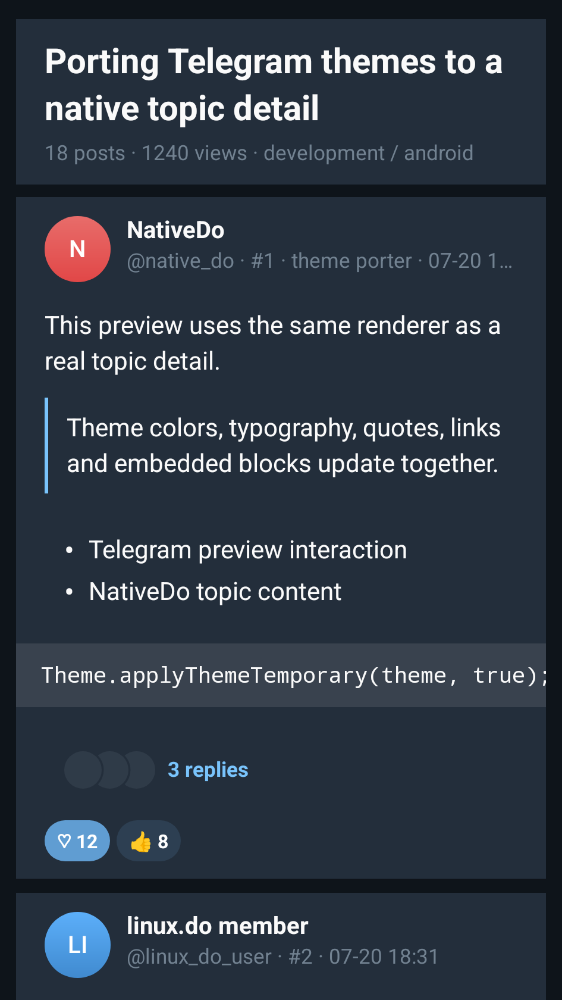 Porting Telegram themes to a
native topic detail
18 posts · 1240 views · development / android
N
NativeDo
@native_do · #1 · theme porter · 07-20 1…
This preview uses the same renderer as a
real topic detail.
Theme colors, typography, quotes, links
and embedded blocks update together.
• Telegram preview interaction
• NativeDo topic content
Theme.applyThemeTemporary(theme, true);
3 replies
♡ 12 👍 8
LI
linux.do member
@linux_do_user · #2 · 07-20 18:31